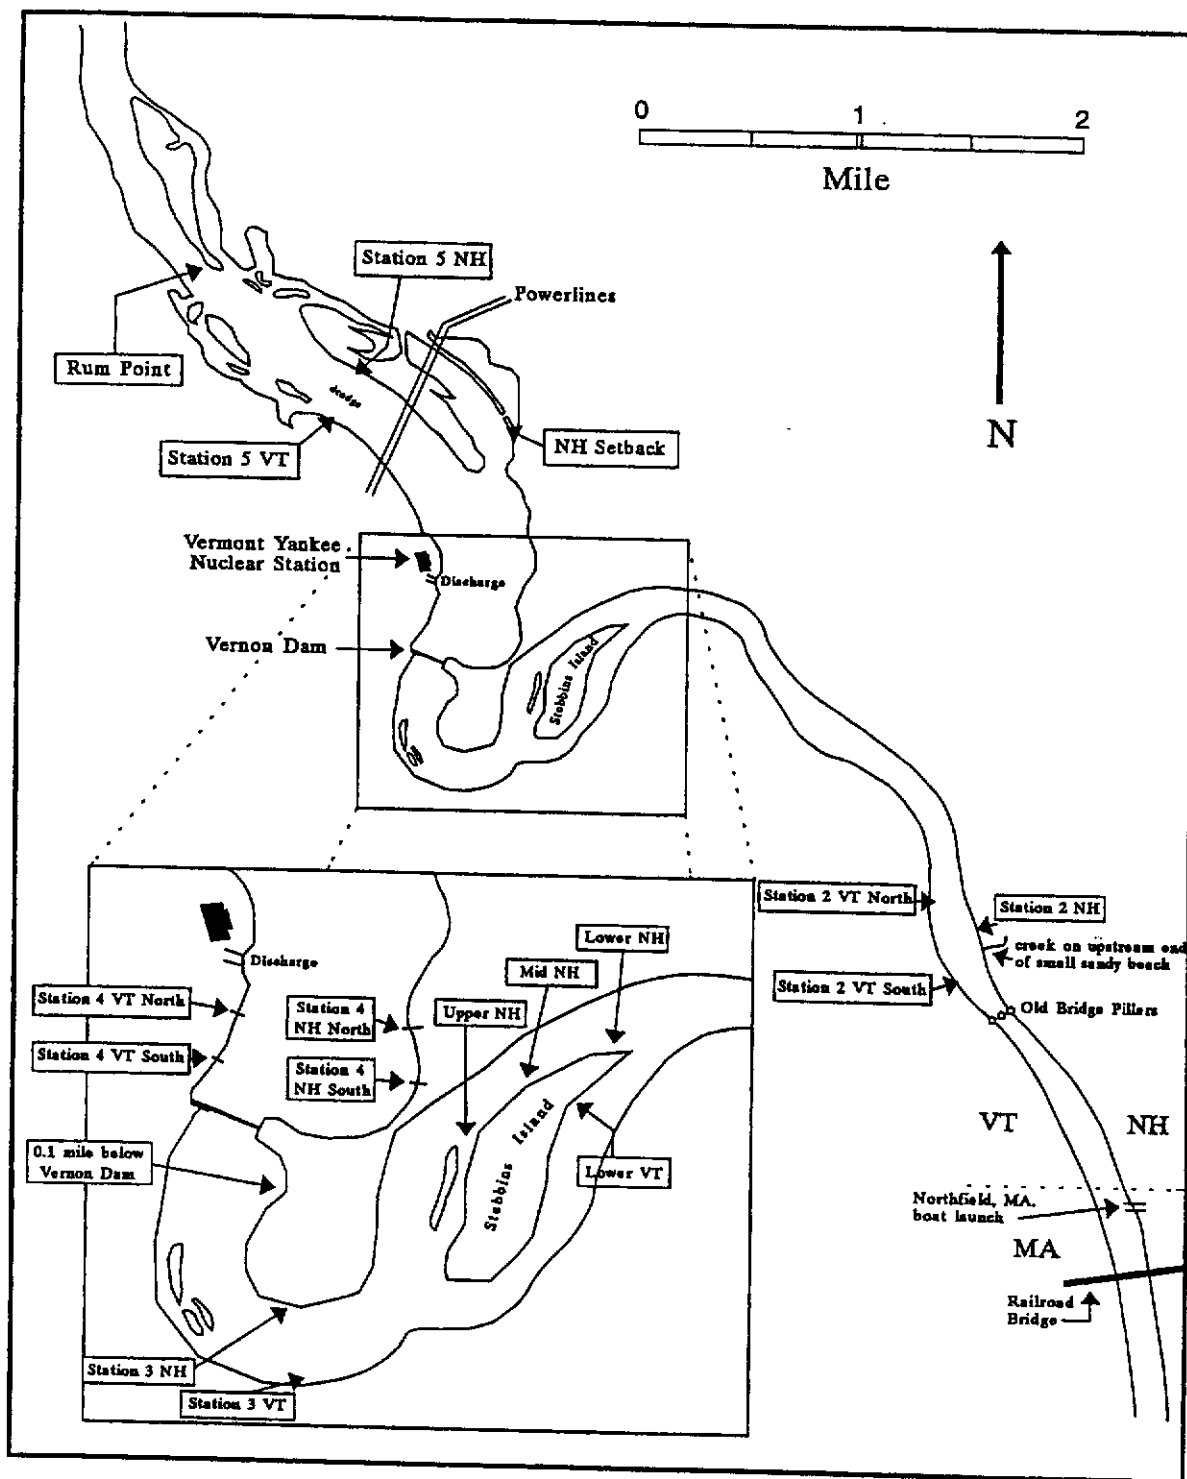 0 1 2
Mile
N
Station 5 NH
Powerlines
Rum Point
dredge
Station 5 VT
NH Setback
Vermont Yankee
Nuclear Station
Discharge
Vernon Dam
Stebbins Island
Station 2 VT North
Station 2 NH
creek on upstream end
of small sandy beach
Station 2 VT South
Old Bridge Pillers
VT
NH
Northfield, MA.
boat launch
MA
Railroad
Bridge
Discharge
Station 4 VT North
Station 4 VT South
Station 4
NH North
Station 4
NH South
Lower NH
Mid NH
Upper NH
Stebbins Island
Lower VT
0.1 mile below
Vernon Dam
Station 3 NH
Station 3 VT